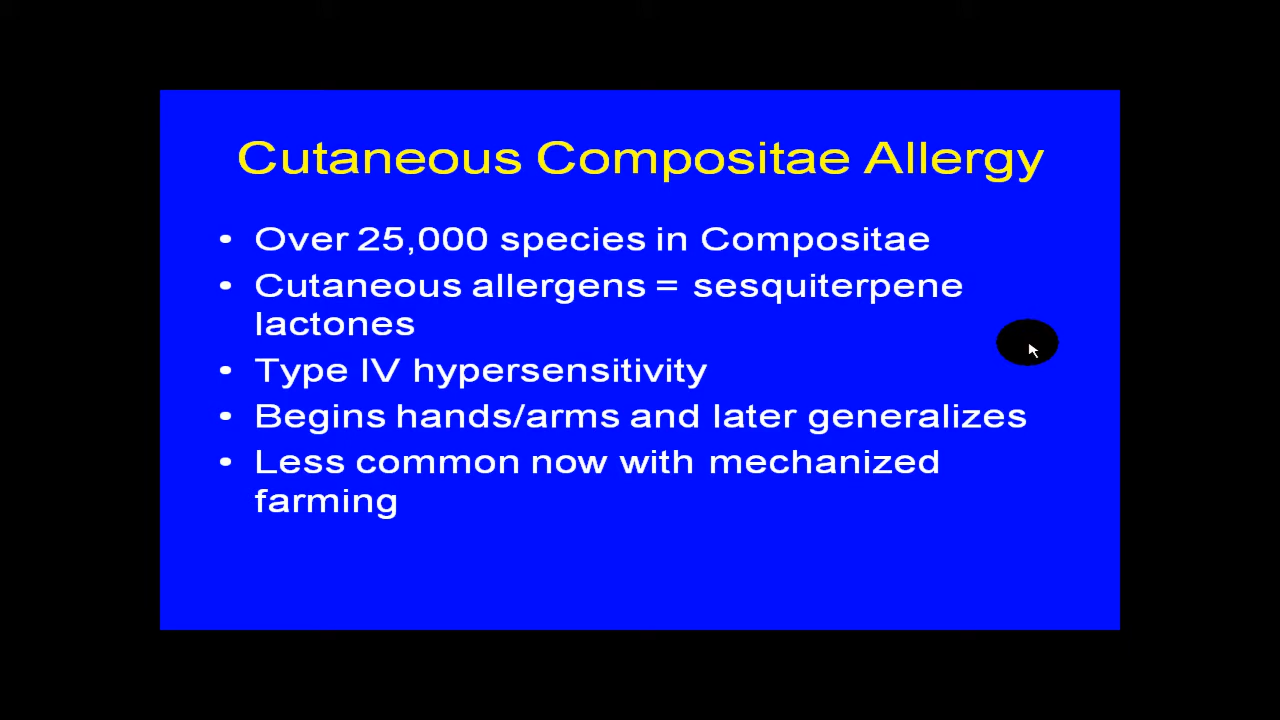 Cutaneous Compositae Allergy
• Over 25,000 species in Compositae
• Cutaneous allergens = sesquiterpene
lactones
• Type IV hypersensitivity
• Begins hands/arms and later generalizes
• Less common now with mechanized
farming